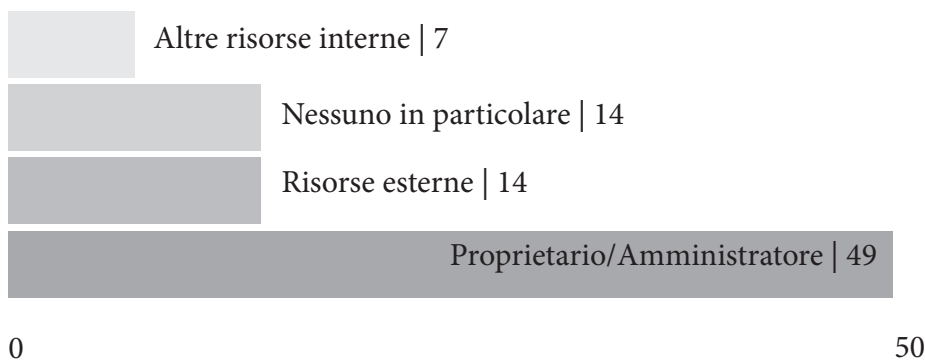 Altre risorse interne | 7
Nessuno in particolare | 14
Risorse esterne | 14
Proprietario/Amministratore | 49
0 50